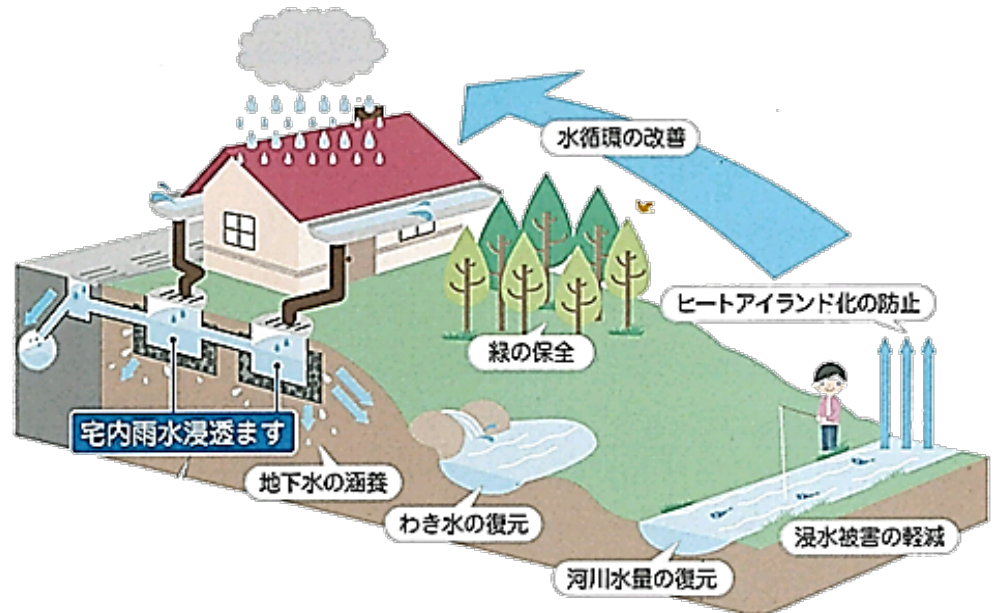 水循環の改善
ヒートアイランド化の防止
緑の保全
宅内雨水浸透ます
地下水の涵養
わき水の復元
浸水被害の軽減
河川水量の復元